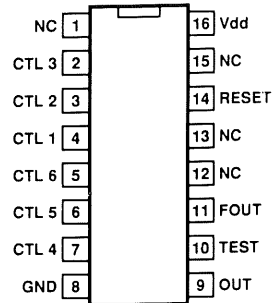 NC 1 16 Vdd
CTL 3 2 15 NC
CTL 2 3 14 RESET
CTL 1 4 13 NC
CTL 6 5 12 NC
CTL 5 6 11 FOUT
CTL 4 7 10 TEST
GND 8 9 OUT